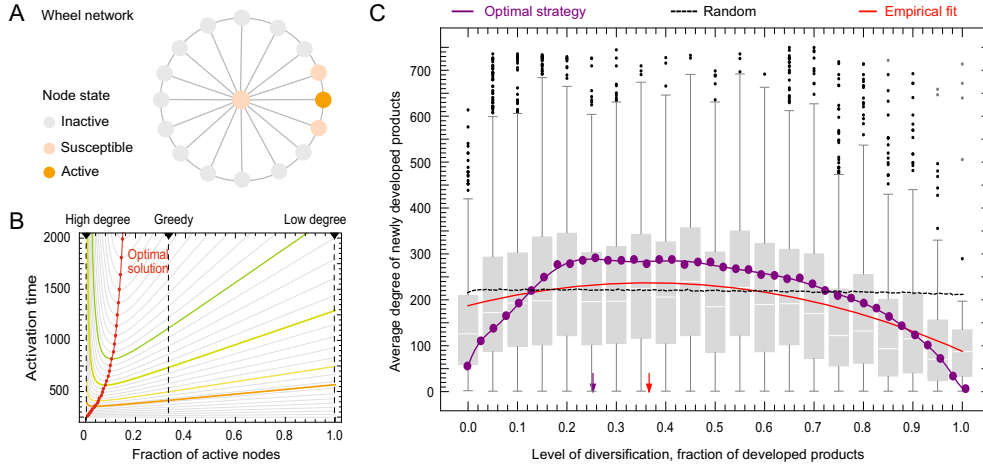 A
Wheel network
Node state
Inactive
Susceptible
Active
B
High degree
Greedy
Low degree
Optimal
solution
Activation time
2000
1500
1000
500
0
0.2
0.4
0.6
0.8
1.0
Fraction of active nodes
C
Optimal strategy
Random
Empirical fit
Average degree of newly developed products
700
600
500
400
300
200
100
0
0.0
0.1
0.2
0.3
0.4
0.5
0.6
0.7
0.8
0.9
1.0
Level of diversification, fraction of developed products